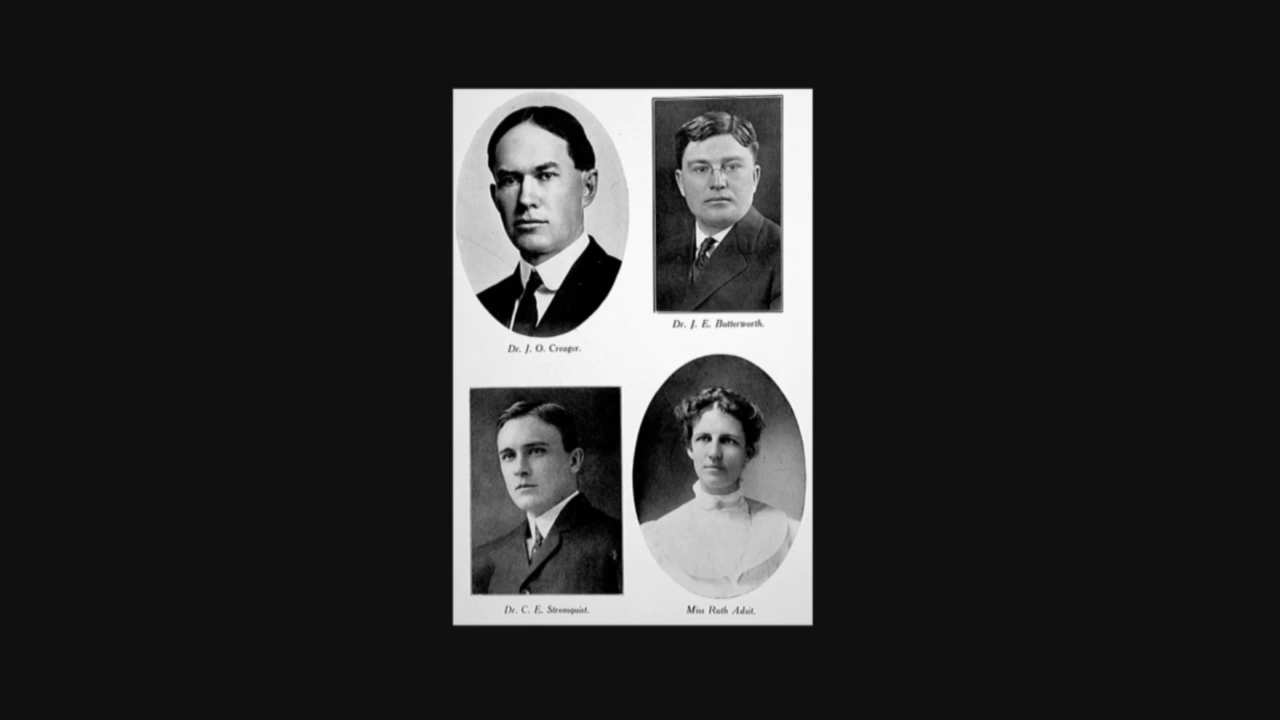 Dr. J. O. Creager.
Dr. J. E. Butterworth.
Dr. C. E. Stromquist.
Miss Ruth Adsit.